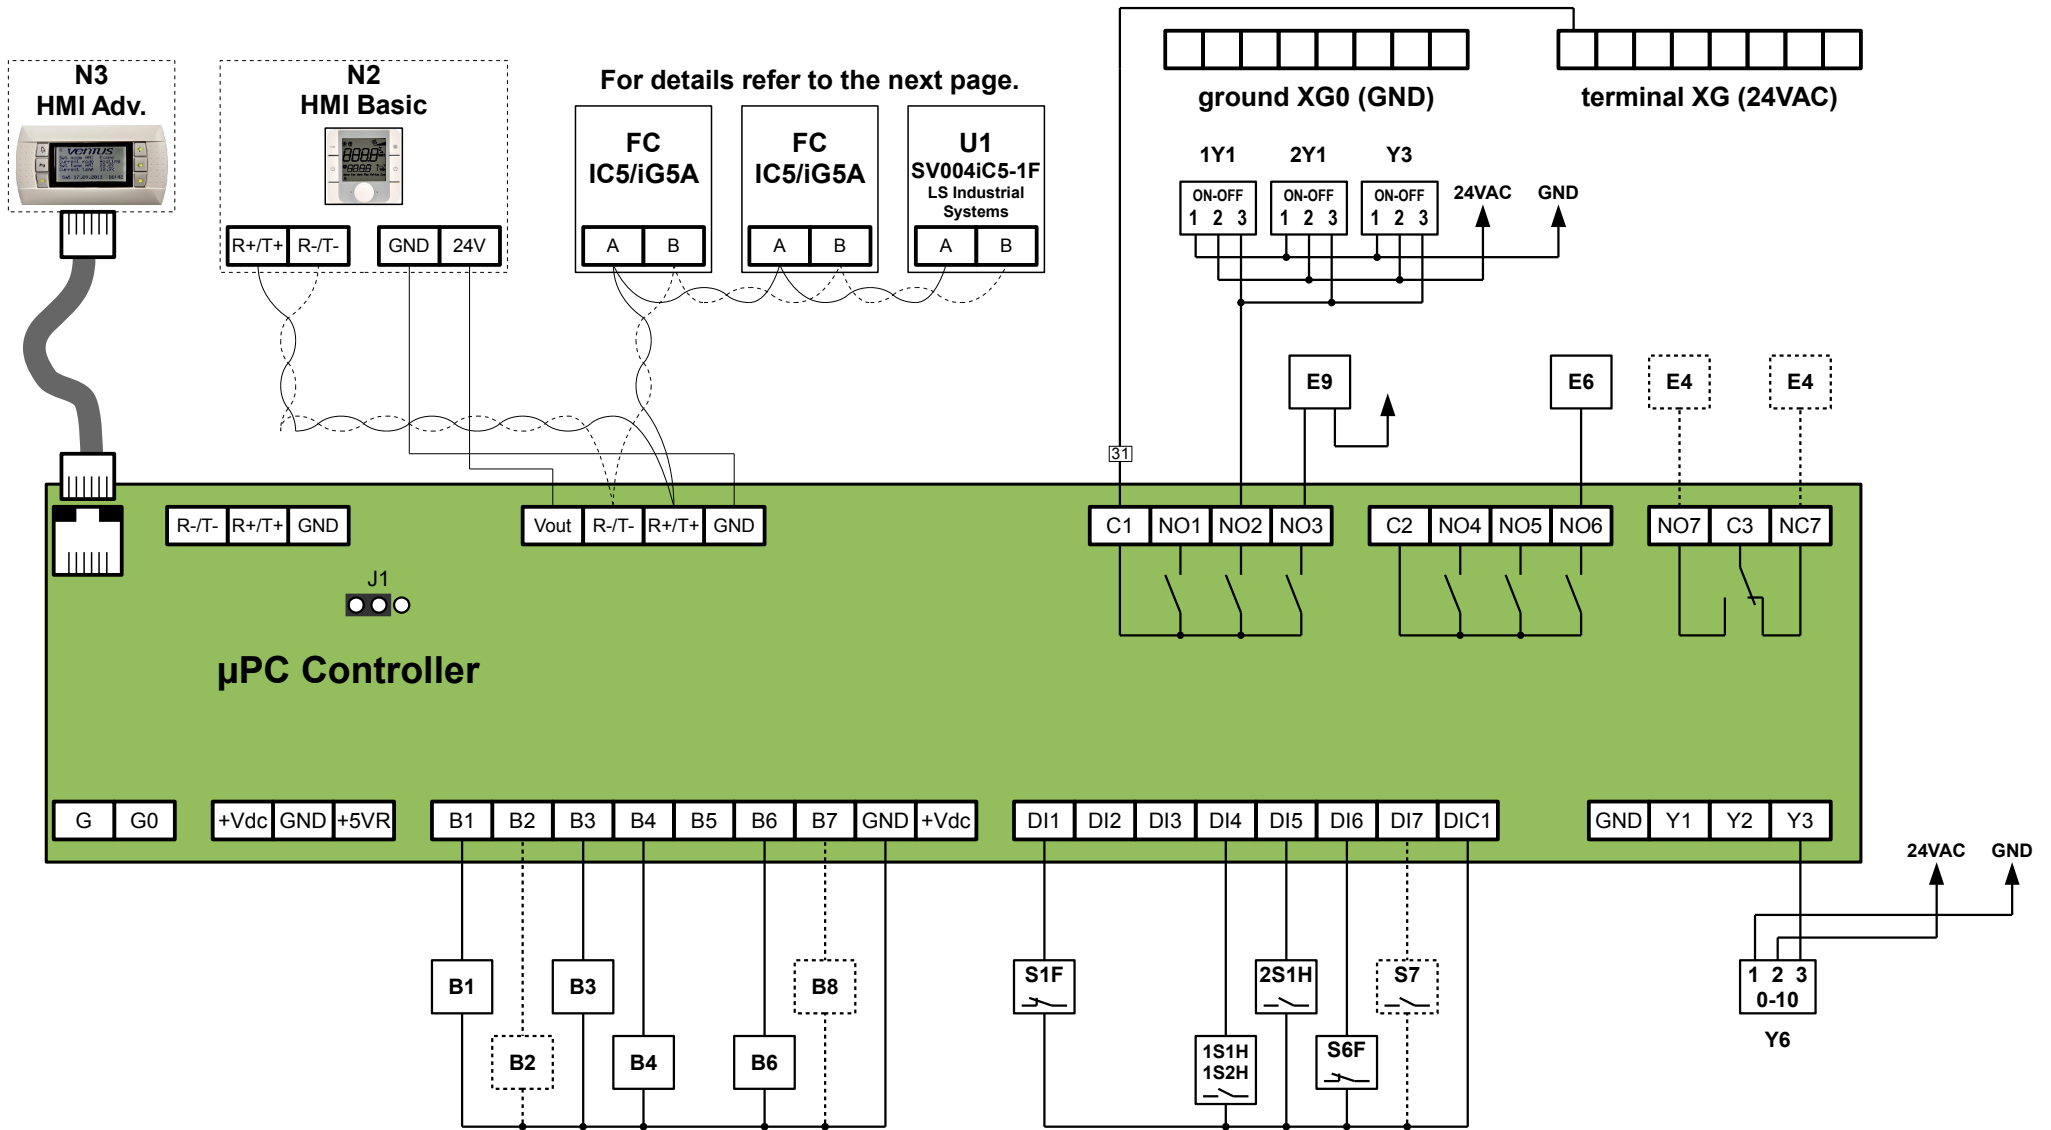 N3
HMI Adv.
VENTUS
N2
HMI Basic
R+/T+ R-/T- GND 24V
For details refer to the next page.
FC
IC5/iG5A
A B
FC
IC5/iG5A
A B
U1
SV004iC5-1F
LS Industrial
Systems
A B
ground XG0 (GND)
terminal XG (24VAC)
1Y1 2Y1 Y3
ON-OFF
1 2 3
ON-OFF
1 2 3
ON-OFF
1 2 3
24VAC GND
E9
E6
E4
E4
31
R-/T- R+/T+ GND
Vout R-/T- R+/T+ GND
C1 NO1 NO2 NO3
C2 NO4 NO5 NO6
NO7 C3 NC7
J1
µPC Controller
G G0
+Vdc GND +5VR
B1 B2 B3 B4 B5 B6 B7 GND +Vdc
DI1 DI2 DI3 DI4 DI5 DI6 DI7 DIC1
GND Y1 Y2 Y3
24VAC GND
B1
B2
B3
B4
B6
B8
S1F
1S1H
1S2H
2S1H
S6F
S7
1 2 3
0-10
Y6